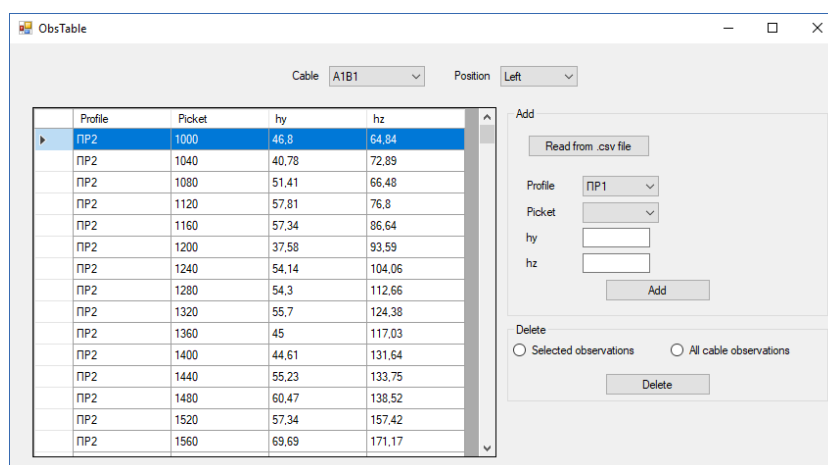 ObsTable
Cable A1B1 Position Left
Profile Picket hy hz
ПР2 1000 46,8 64,84
ПР2 1040 40,78 72,89
ПР2 1080 51,41 66,48
ПР2 1120 57,81 76,8
ПР2 1160 57,34 86,64
ПР2 1200 37,58 93,59
ПР2 1240 54,14 104,06
ПР2 1280 54,3 112,66
ПР2 1320 55,7 124,38
ПР2 1360 45 117,03
ПР2 1400 44,61 131,64
ПР2 1440 55,23 133,75
ПР2 1480 60,47 138,52
ПР2 1520 57,34 157,42
ПР2 1560 69,69 171,17
Add
Read from .csv file
Profile ПР1
Picket
hy
hz
Add
Delete
Selected observations All cable observations
Delete